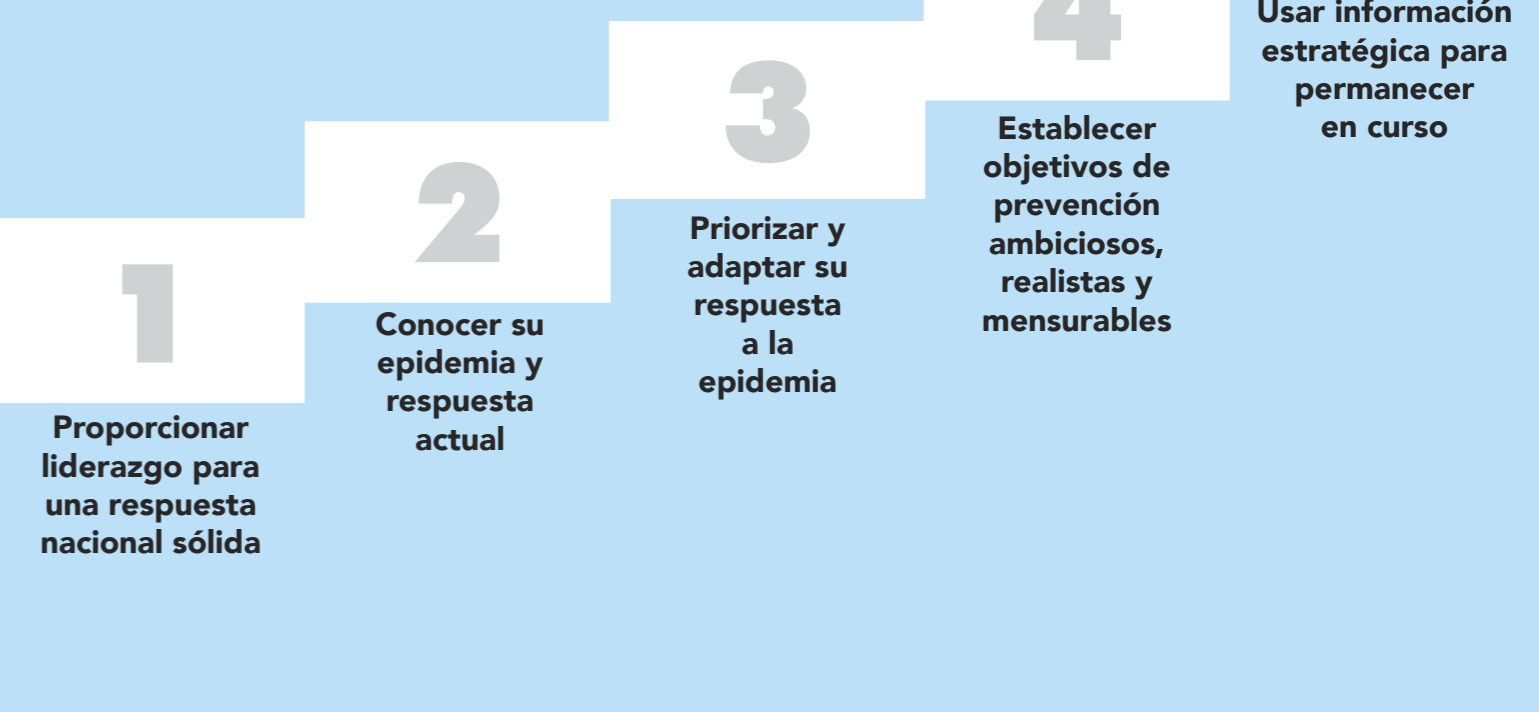 1
Proporcionar
liderazgo para
una respuesta
nacional sólida
2
Conocer su
epidemia y
respuesta
actual
3
Priorizar y
adaptar su
respuesta
a la
epidemia
4
Establecer
objetivos de
prevención
ambiciosos,
realistas y
mensurables
Usar información
estratégica para
permanecer
en curso